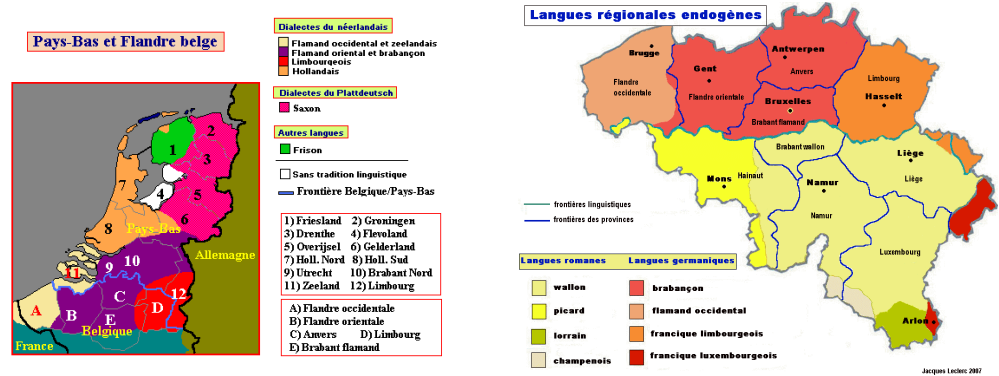 Pays-Bas et Flandre belge
Dialectes du néerlandais
Flamand occidental et zeelandais
Flamand oriental et brabançon
Limbourgeois
Hollandais
Dialectes du Plattdeutsch
Saxon
Autres langues
Frison
Sans tradition linguistique
Frontière Belgique/Pays-Bas
1) Friesland 2) Groningen
3) Drenthe 4) Flevoland
5) Overijsel 6) Gelderland
7) Holl. Nord 8) Holl. Sud
9) Utrecht 10) Brabant Nord
11) Zeeland 12) Limbourg
A) Flandre occidentale
B) Flandre orientale
C) Anvers D) Limbourg
E) Brabant flamand
2
1
3
7
4
5
6
8
Pays-Bas
Allemagne
10
9
11
12
A
B
C
D
E
Belgique
France
Langues régionales endogènes
Brugge
Antwerpen
Gent
Anvers
Limbourg
Flandre
occidentale
Flandre orientale
Bruxelles
Hasselt
Brabant flamand
Brabant wallon
Liège
Mons
Hainaut
Liège
Namur
Namur
Luxembourg
Arlon
frontières linguistiques
frontières des provinces
Langues romanes Langues germaniques
wallon brabançon
picard flamand occidental
lorrain francique limbourgeois
champenois francique luxembourgeois
Jacques Leclerc 2007